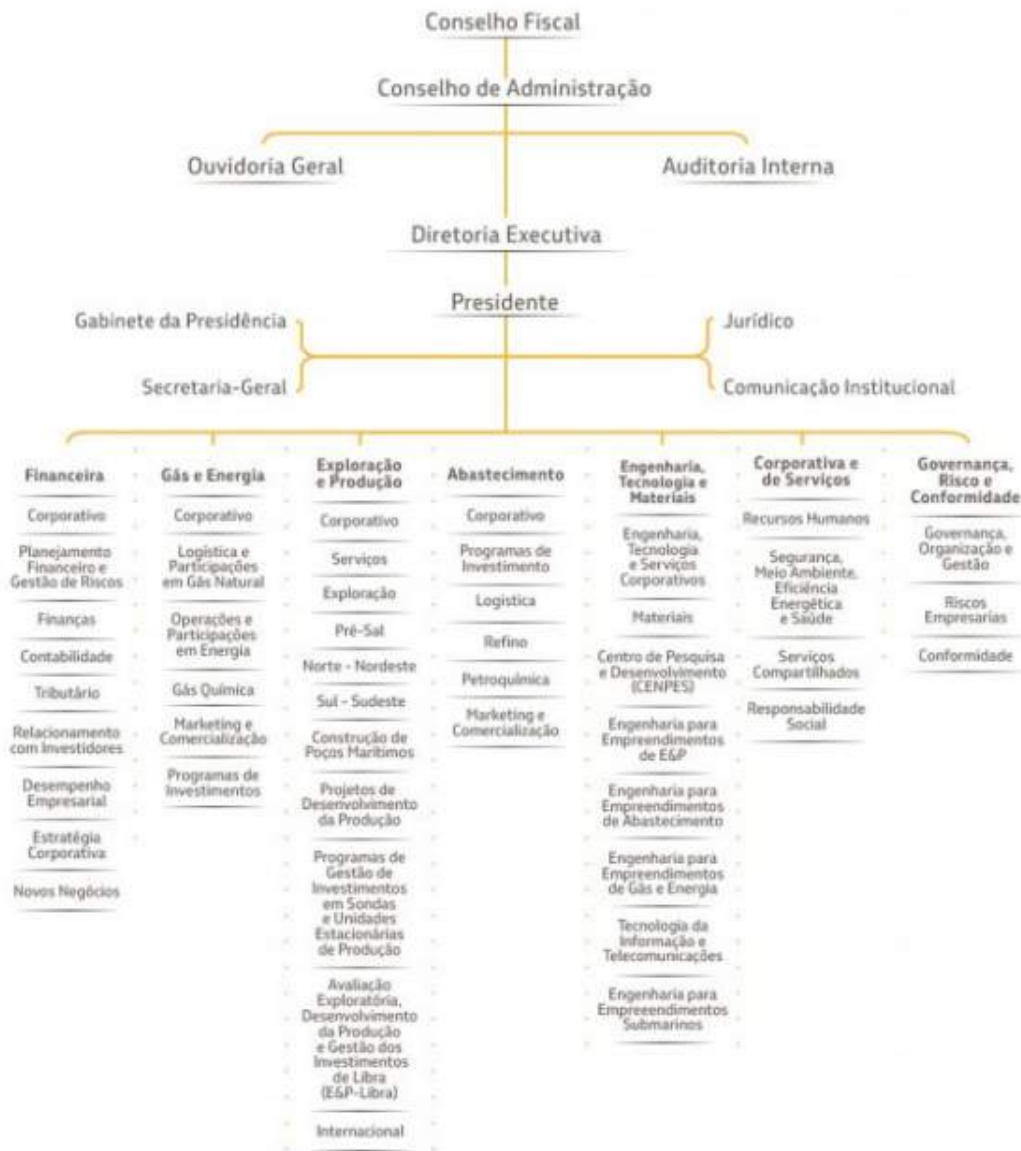 Conselho Fiscal
Conselho de Administração
Ouvidoria Geral
Auditoria Interna
Diretoria Executiva
Presidente
Gabinete da Presidência
Jurídico
Secretaria-Geral
Comunicação Institucional
Financeira
Corporativo
Planejamento
Financeiro e
Gestão de Riscos
Finanças
Contabilidade
Tributário
Relacionamento
com Investidores
Desempenho
Empresarial
Estratégia
Corporativa
Novos Negócios
Gás e Energia
Corporativo
Logística e
Participações
em Gás Natural
Operações e
Participações
em Energia
Gás Química
Marketing e
Comercialização
Programas de
Investimentos
Exploração
e Produção
Corporativo
Serviços
Exploração
Pré-Sal
Norte - Nordeste
Sul - Sudeste
Construção de
Poços Marítimos
Projetos de
Desenvolvimento
da Produção
Programas de
Gestão de
Investimentos
em Sondas
e Unidades
Estacionárias
de Produção
Avaliação
Exploratória,
Desenvolvimento
da Produção
e Gestão dos
Investimentos
de Libra
(E&P-Libra)
Internacional
Abastecimento
Corporativo
Programas de
Investimento
Logística
Refino
Petroquímica
Marketing e
Comercialização
Engenharia,
Tecnologia e
Materiais
Engenharia,
Tecnologia
e Serviços
Corporativos
Materiais
Centro de Pesquisa
e Desenvolvimento
(CENPES)
Engenharia para
Empreendimentos
de E&P
Engenharia para
Empreendimentos
de Abastecimento
Engenharia para
Empreendimentos
de Gás e Energia
Tecnologia da
Informação e
Telecomunicações
Engenharia para
Empreeendimentos
Submarinos
Corporativa e
de Serviços
Recursos Humanos
Segurança,
Meio Ambiente,
Eficiência
Energética
e Saúde
Serviços
Compartilhados
Responsabilidade
Social
Governança,
Risco e
Conformidade
Governança,
Organização e
Gestão
Riscos
Empresarias
Conformidade